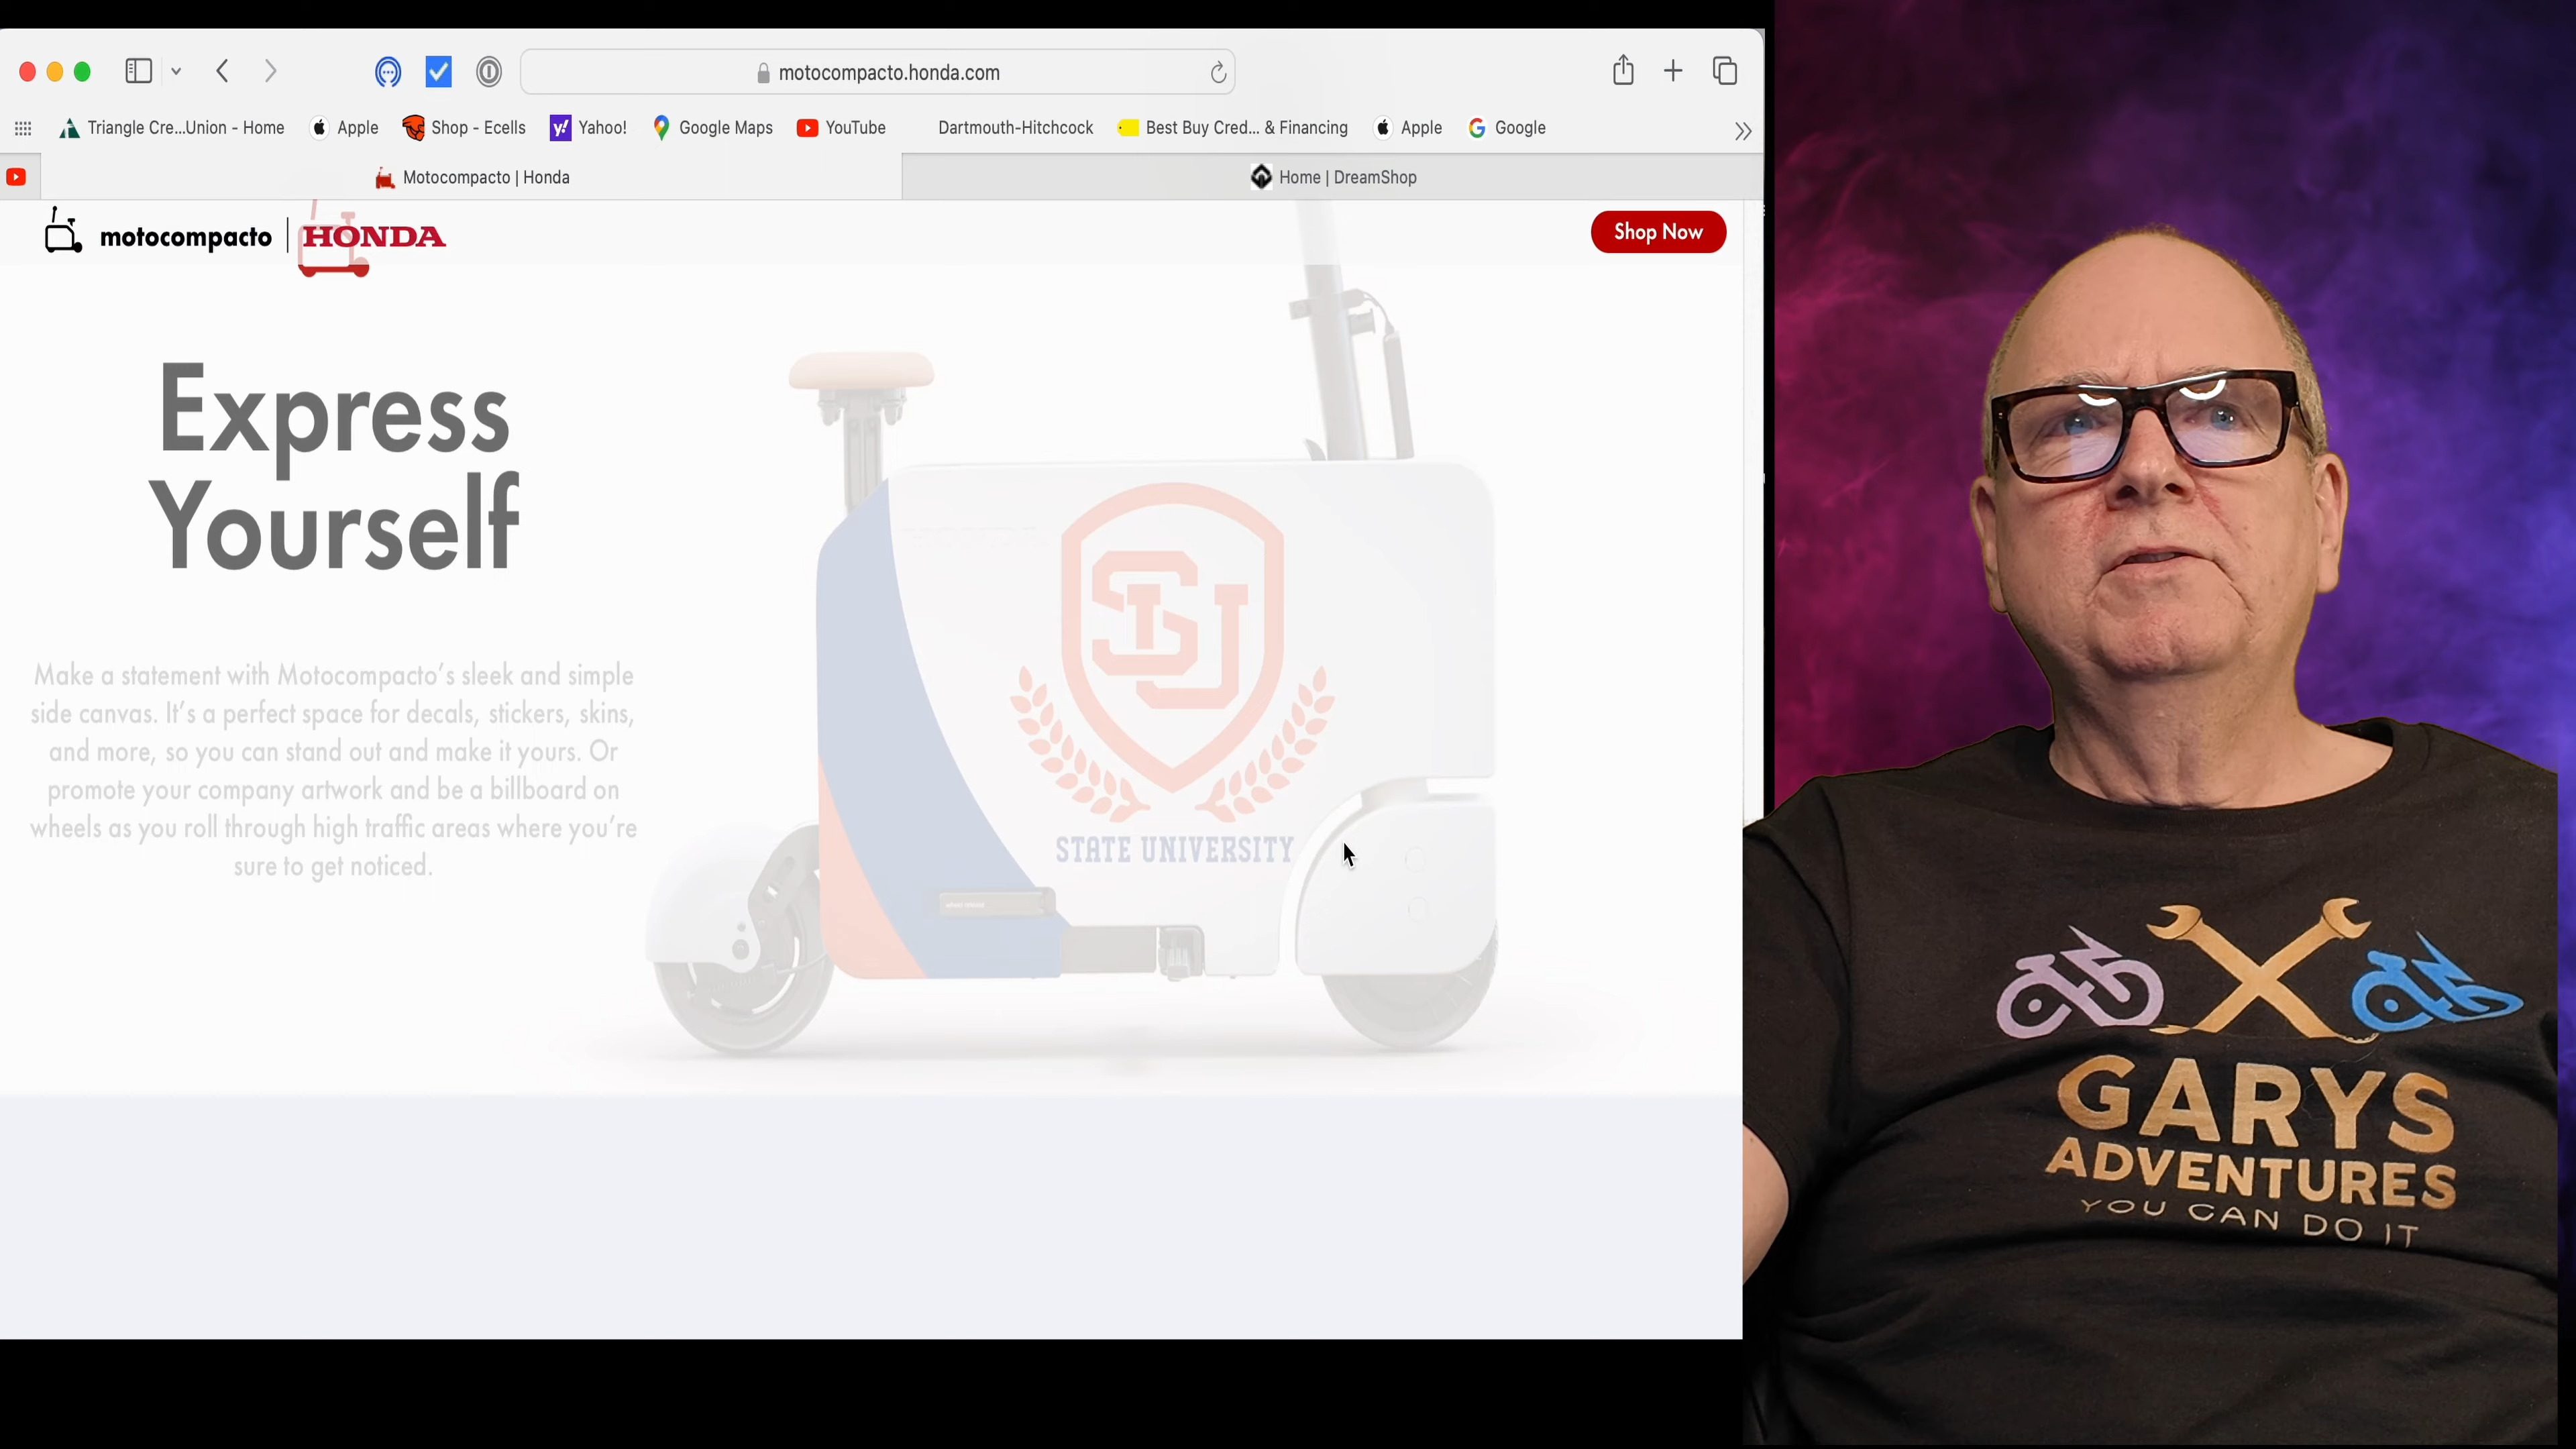 motocompacto.honda.com
Triangle Cre...Union - Home Apple Shop - Ecells Yahoo! Google Maps YouTube Dartmouth-Hitchcock Best Buy Cred... & Financing Apple Google
Motocompacto | Honda Home | DreamShop
motocompacto | HONDA Shop Now
Express
Yourself
Make a statement with Motocompacto's sleek and simple
side canvas. It's a perfect space for decals, stickers, skins,
and more, so you can stand out and make it yours. Or
promote your company artwork and be a billboard on
wheels as you roll through high traffic areas where you're
sure to get noticed.
HONDA
SU
STATE UNIVERSITY
GARYS
ADVENTURES
YOU CAN DO IT